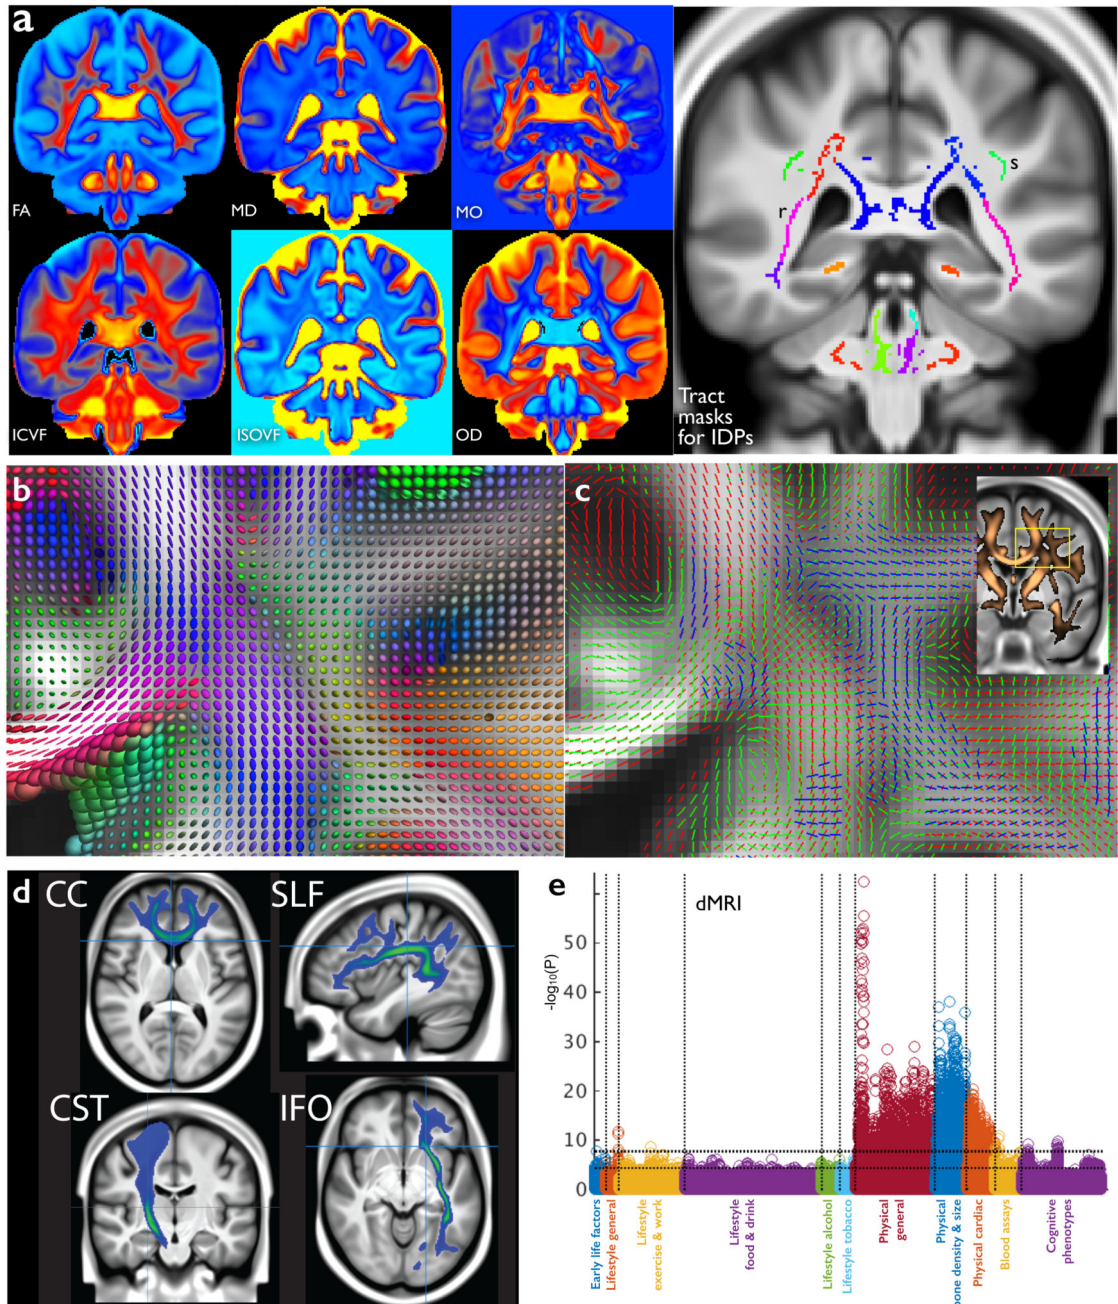 a
FA
MD
MO
ICVF
ISOVF
OD
r
s
Tract
masks
for IDPs
b
c
d
CC
SLF
CST
IFO
e
dMRI
-log₁₀(P)
50
40
30
20
10
0
Early life factors
Lifestyle general
Lifestyle
exercise & work
Lifestyle
food & drink
Lifestyle alcohol
Lifestyle tobacco
Physical
general
Physical
bone density & size
Physical cardiac
Blood assays
Cognitive
phenotypes